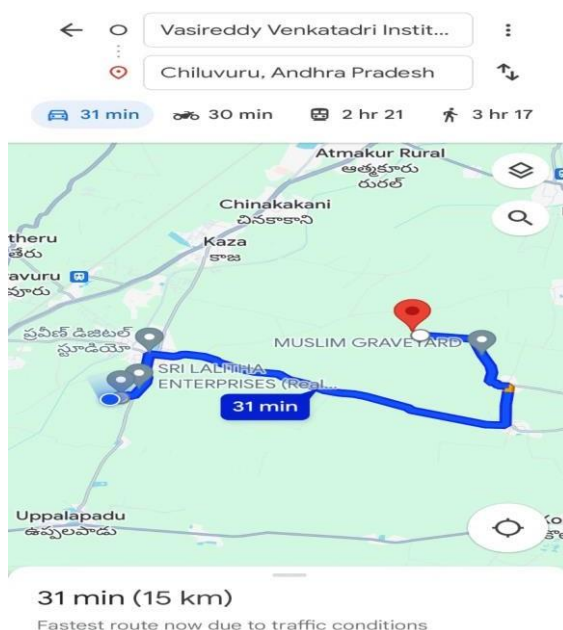 Vasireddy Venkatadri Instit...
Chiluvuru, Andhra Pradesh
31 min
30 min
2 hr 21
3 hr 17
Atmakur Rural
ఆత్మకూరు
రురల్
Chinakakani
చినకాకాని
Kaza
కాజ
theru
తేరు
avuru
వూరు
ప్రవీణ్ డిజిటల్
స్టూడియో
MUSLIM GRAVEYARD
SRI LALITHA
ENTERPRISES (Real...
31 min
Uppalapadu
ఉప్పలపాడు
31 min (15 km)
Fastest route now due to traffic conditions